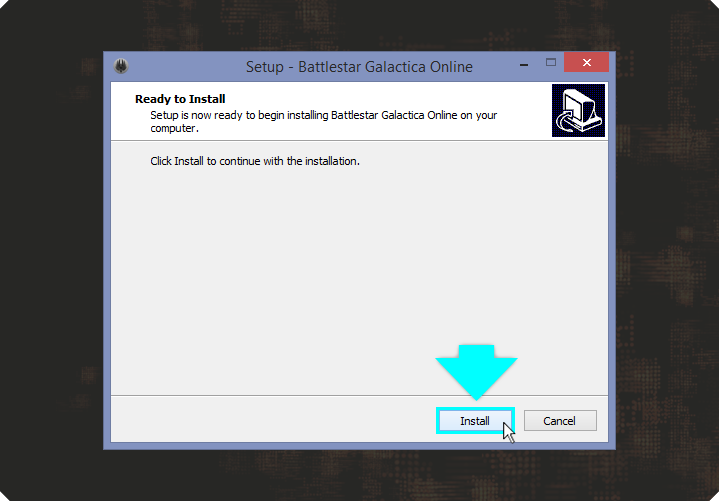 Setup - Battlestar Galactica Online
Ready to Install
Setup is now ready to begin installing Battlestar Galactica Online on your
computer.
Click Install to continue with the installation.
Install
Cancel